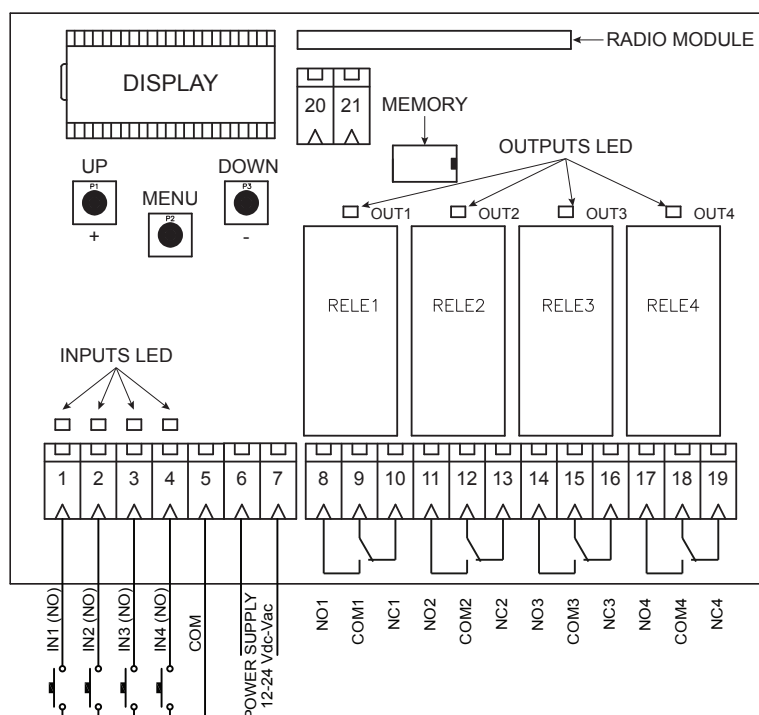 RADIO MODULE
DISPLAY
20 21
MEMORY
OUTPUTS LED
UP
DOWN
MENU
P1
P2
P3
+
-
OUT1 OUT2 OUT3 OUT4
RELE1 RELE2 RELE3 RELE4
INPUTS LED
1 2 3 4 5 6 7
8 9 10 11 12 13 14 15 16 17 18 19
IN1 (NO)
IN2 (NO)
IN3 (NO)
IN4 (NO)
COM
POWER SUPPLY
12-24 Vdc-Vac
NO1
COM1
NC1
NO2
COM2
NC2
NO3
COM3
NC3
NO4
COM4
NC4